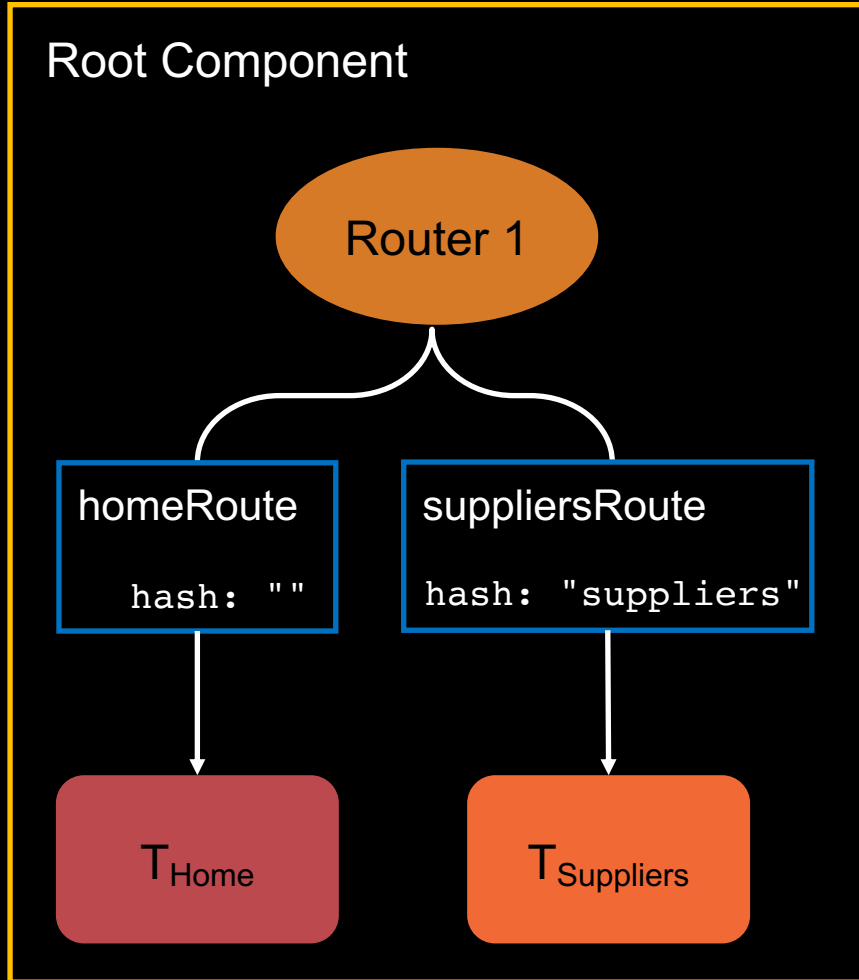 Root Component
Router 1
homeRoute
hash: ""
suppliersRoute
hash: "suppliers"
THome
TSuppliers